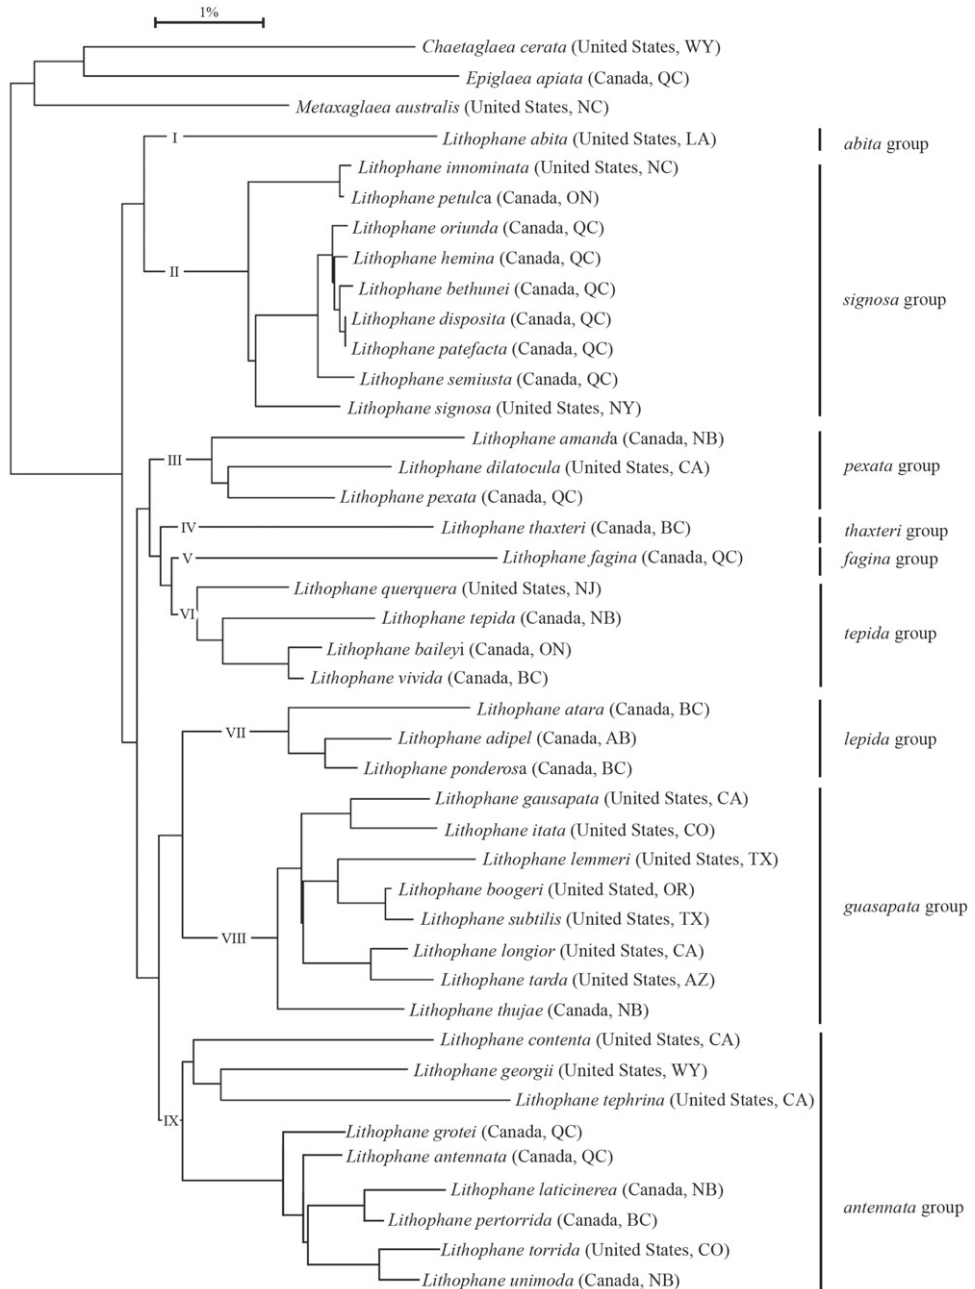 1%
Chaetaglaea cerata (United States, WY)
Epiglaea apiata (Canada, QC)
Metaxaglaea australis (United States, NC)
I
Lithophane abita (United States, LA)
abita group
Lithophane innominata (United States, NC)
Lithophane petulca (Canada, ON)
Lithophane oriunda (Canada, QC)
Lithophane hemina (Canada, QC)
II
Lithophane bethunei (Canada, QC)
signosa group
Lithophane disposita (Canada, QC)
Lithophane patefacta (Canada, QC)
Lithophane semiusta (Canada, QC)
Lithophane signosa (United States, NY)
Lithophane amanda (Canada, NB)
III
Lithophane dilatocula (United States, CA)
pexata group
Lithophane pexata (Canada, QC)
IV
Lithophane thaxteri (Canada, BC)
thaxteri group
V
Lithophane fagina (Canada, QC)
fagina group
Lithophane querquera (United States, NJ)
VI
Lithophane tepida (Canada, NB)
tepida group
Lithophane baileyi (Canada, ON)
Lithophane vivida (Canada, BC)
Lithophane atara (Canada, BC)
VII
Lithophane adipel (Canada, AB)
lepida group
Lithophane ponderosa (Canada, BC)
Lithophane gausapata (United States, CA)
Lithophane itata (United States, CO)
Lithophane lemmeri (United States, TX)
Lithophane boogeri (United Stated, OR)
guasapata group
Lithophane subtilis (United States, TX)
VIII
Lithophane longior (United States, CA)
Lithophane tarda (United States, AZ)
Lithophane thujae (Canada, NB)
Lithophane contenta (United States, CA)
Lithophane georgii (United States, WY)
Lithophane tephrina (United States, CA)
IX
Lithophane grotei (Canada, QC)
Lithophane antennata (Canada, QC)
Lithophane laticinerea (Canada, NB)
antennata group
Lithophane pertorrida (Canada, BC)
Lithophane torrida (United States, CO)
Lithophane unimoda (Canada, NB)